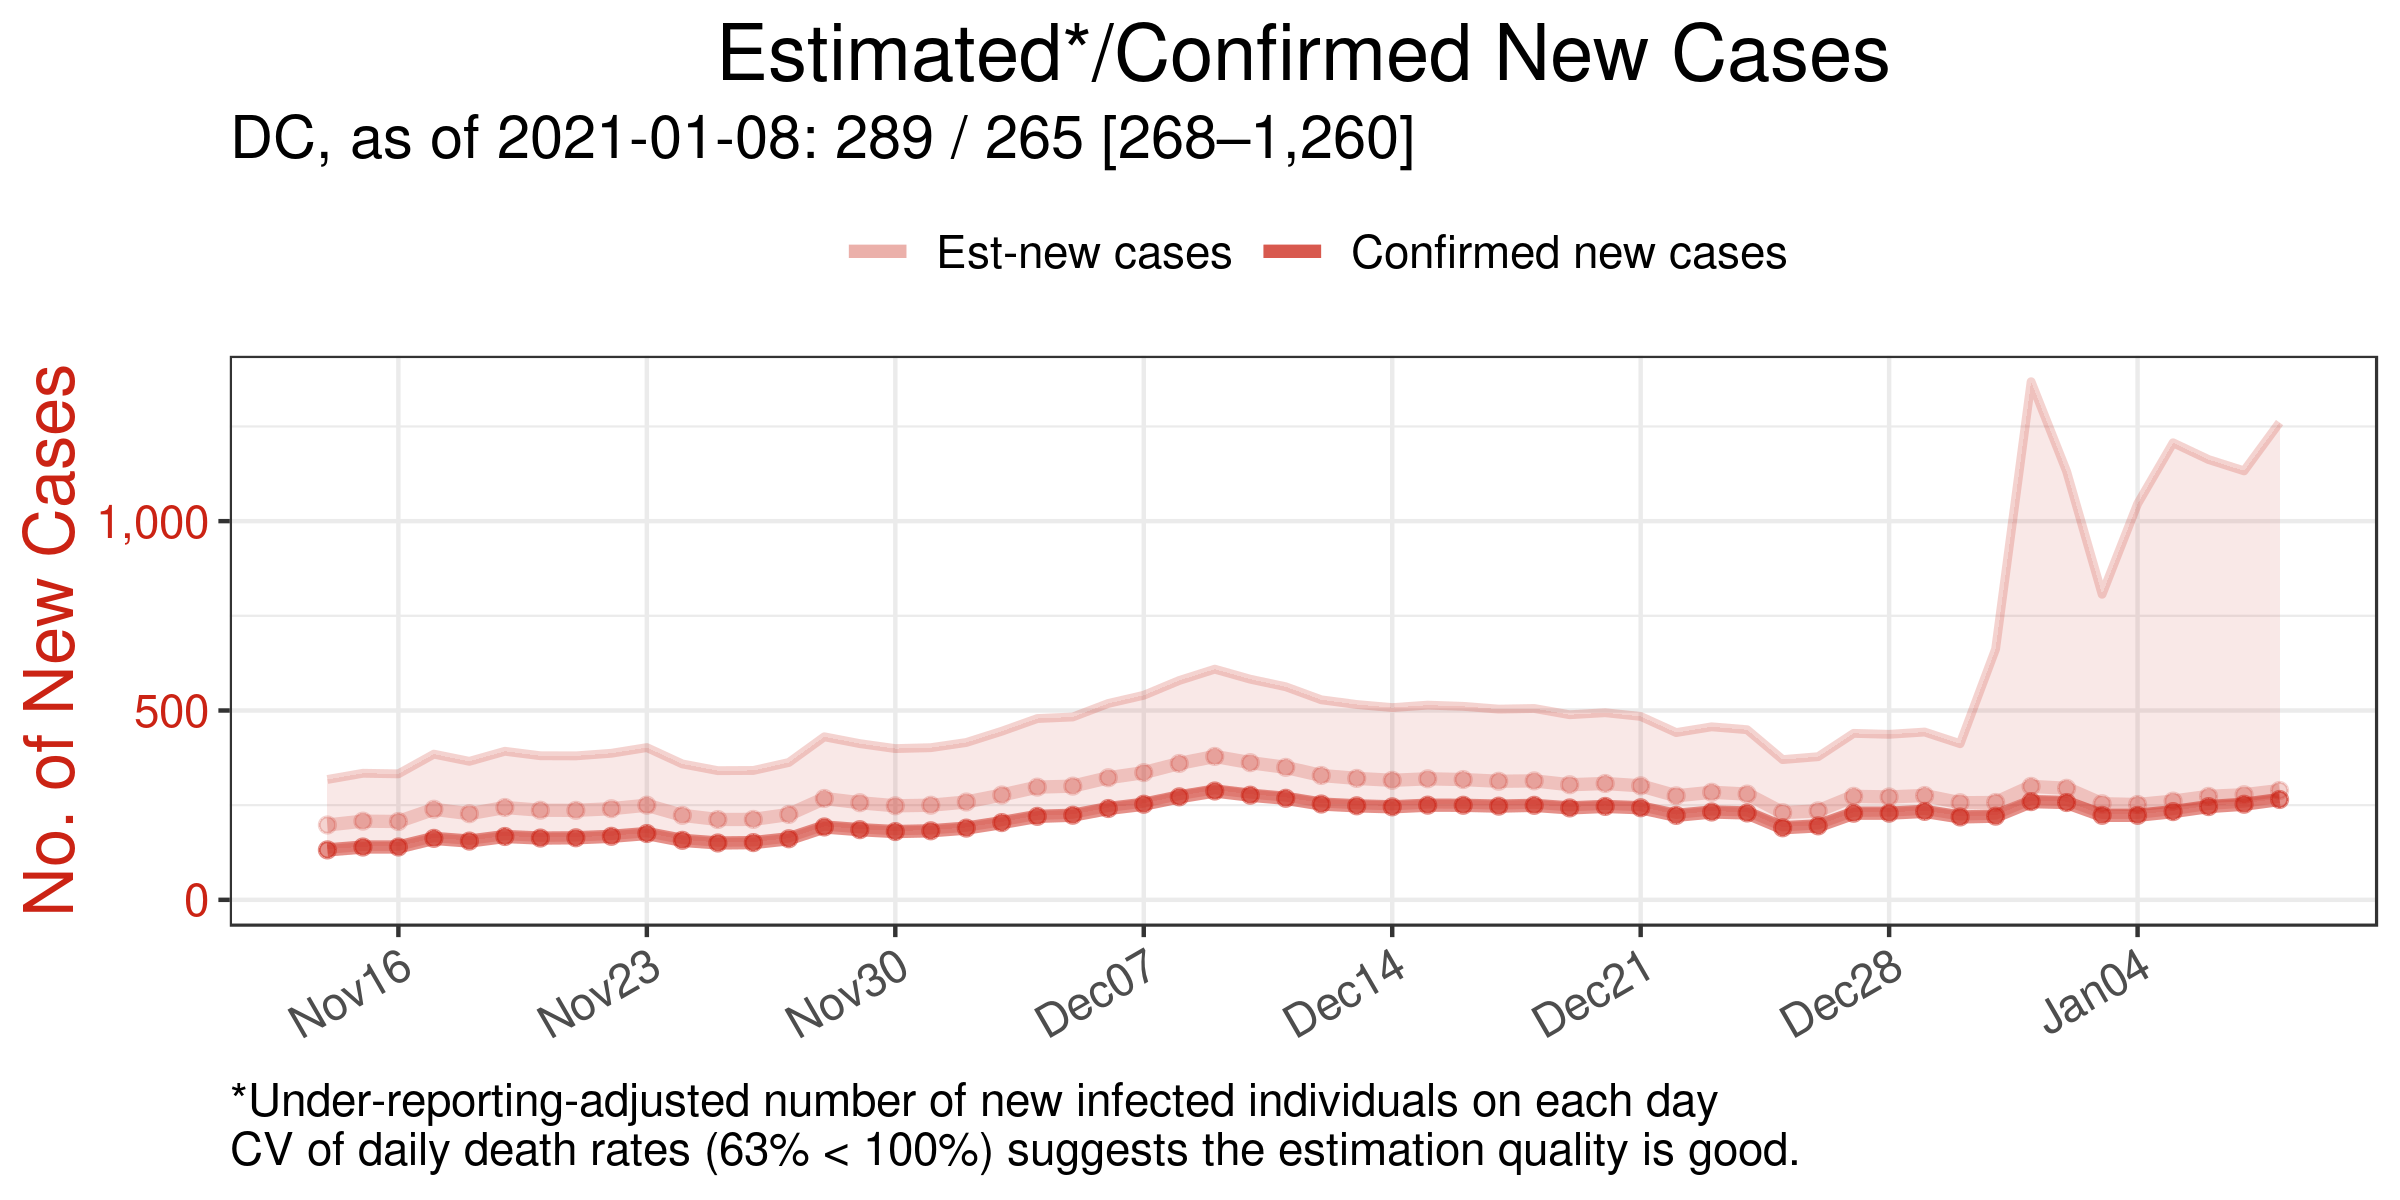 Estimated*/Confirmed New Cases
DC, as of 2021-01-08: 289 / 265 [268–1,260]
Est-new cases
Confirmed new cases
No. of New Cases
1,000
500
0
Nov16
Nov23
Nov30
Dec07
Dec14
Dec21
Dec28
Jan04
*Under-reporting-adjusted number of new infected individuals on each day
CV of daily death rates (63% < 100%) suggests the estimation quality is good.